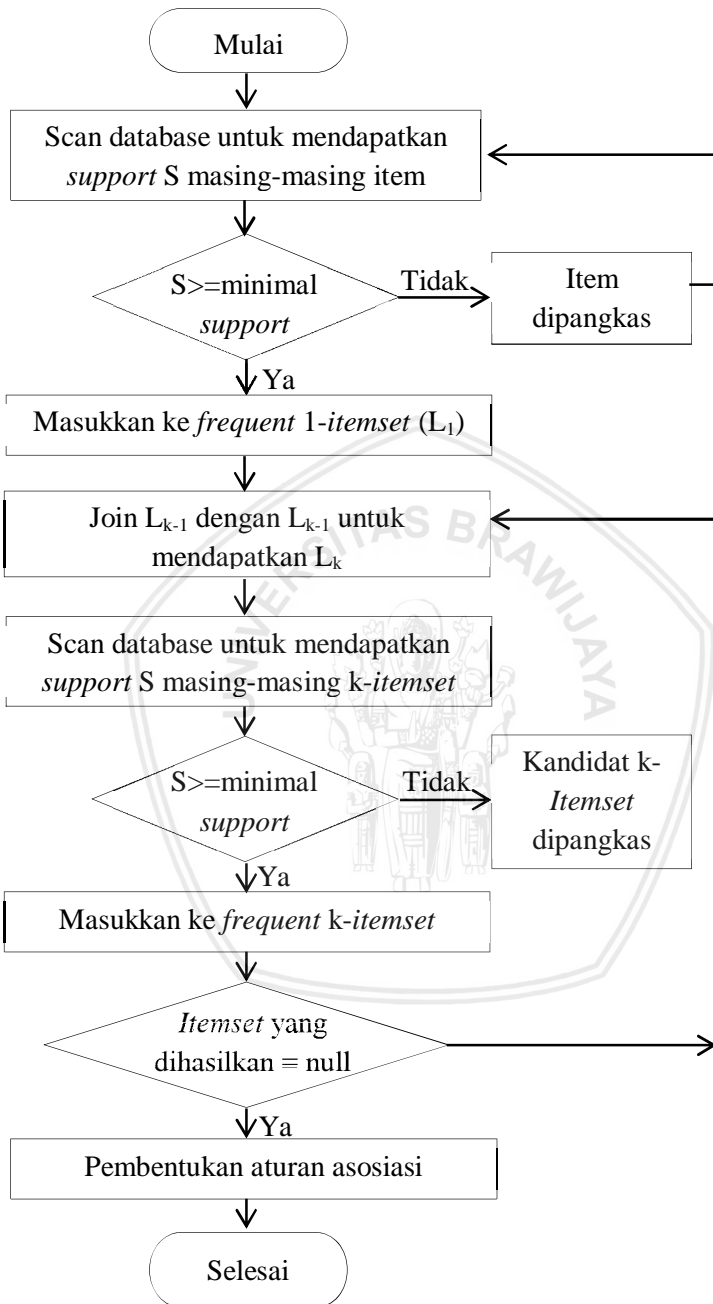 Mulai
Scan database untuk mendapatkan
support S masing-masing item
S>=minimal
support
Tidak
Item
dipangkas
Ya
Masukkan ke frequent 1-itemset (L₁)
Join Lₖ₋₁ dengan Lₖ₋₁ untuk
mendapatkan Lₖ
Scan database untuk mendapatkan
support S masing-masing k-itemset
S>=minimal
support
Tidak
Kandidat k-
Itemset
dipangkas
Ya
Masukkan ke frequent k-itemset
Itemset yang
dihasilkan = null
Ya
Pembentukan aturan asosiasi
Selesai
UNIVERSITAS BRAWIJAYA